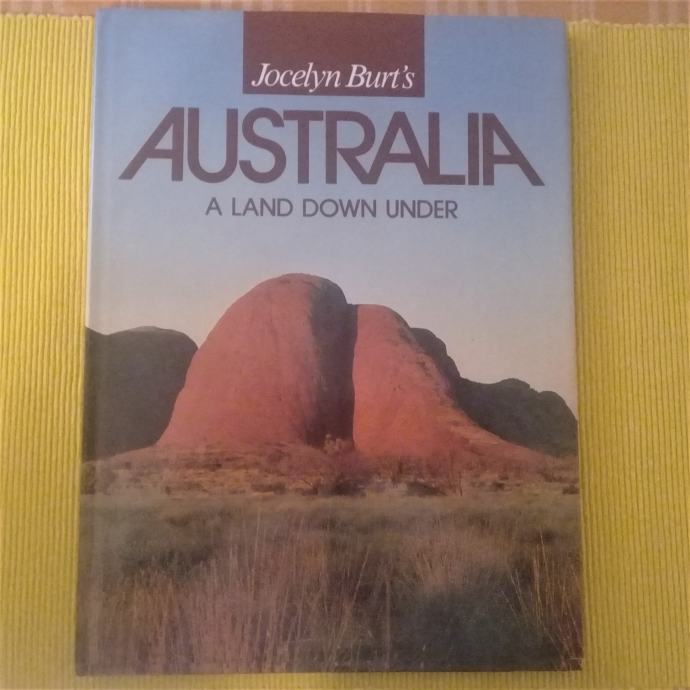 Jocelyn Burt's
AUSTRALIA
A LAND DOWN UNDER